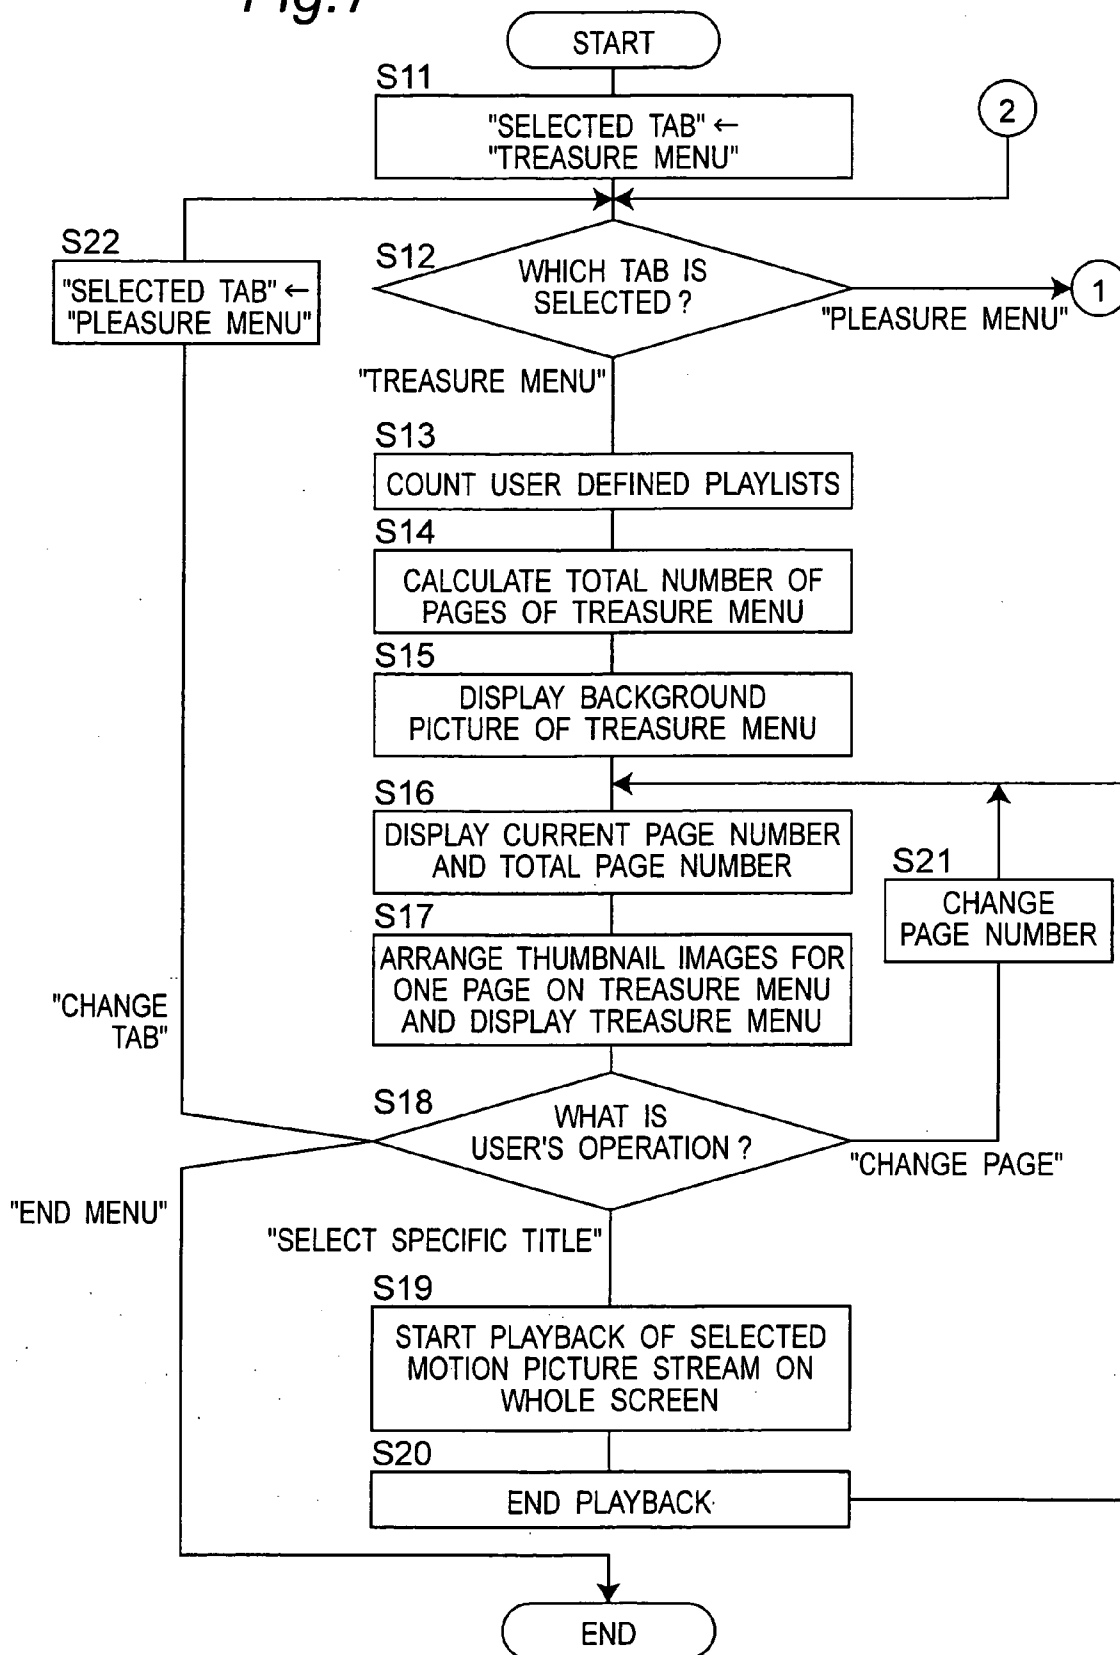 START
S11
"SELECTED TAB" ←
"TREASURE MENU"
2
S22
"SELECTED TAB" ←
"PLEASURE MENU"
S12
WHICH TAB IS
SELECTED ?
1
"PLEASURE MENU"
"TREASURE MENU"
S13
COUNT USER DEFINED PLAYLISTS
S14
CALCULATE TOTAL NUMBER OF
PAGES OF TREASURE MENU
S15
DISPLAY BACKGROUND
PICTURE OF TREASURE MENU
S16
DISPLAY CURRENT PAGE NUMBER
AND TOTAL PAGE NUMBER
S21
CHANGE
PAGE NUMBER
S17
ARRANGE THUMBNAIL IMAGES FOR
ONE PAGE ON TREASURE MENU
AND DISPLAY TREASURE MENU
"CHANGE
TAB"
S18
WHAT IS
USER'S OPERATION ?
"CHANGE PAGE"
"END MENU"
"SELECT SPECIFIC TITLE"
S19
START PLAYBACK OF SELECTED
MOTION PICTURE STREAM ON
WHOLE SCREEN
S20
END PLAYBACK
END